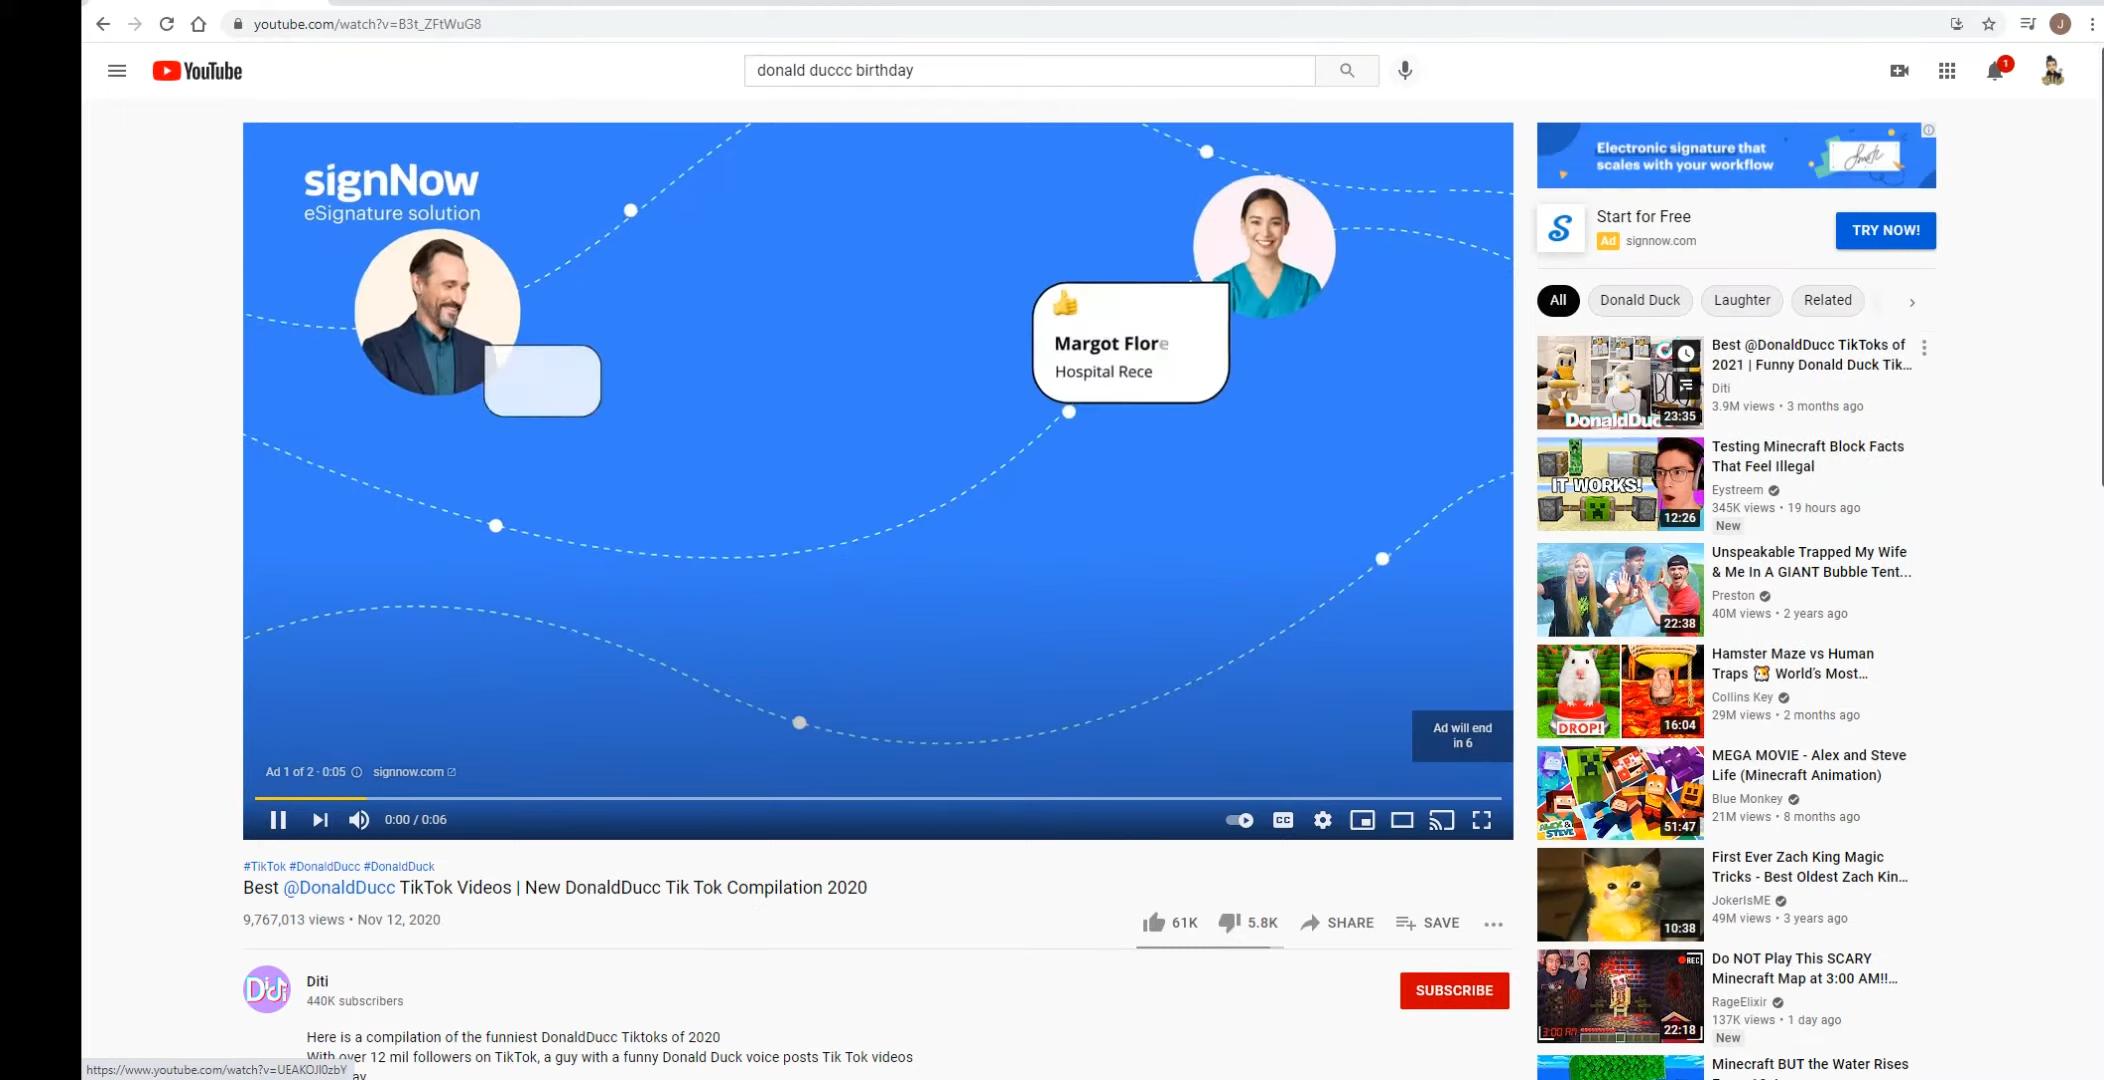 youtube.com/watch?v=B3t_ZFtWuG8
J
YouTube
donald duccc birthday
1
signNow
eSignature solution
Margot Flore
Hospital Rece
Ad will end
in 6
Ad 1 of 2 · 0:05
signnow.com
0:00 / 0:06
CC
#TikTok #DonaldDucc #DonaldDuck
Best @DonaldDucc TikTok Videos | New DonaldDucc Tik Tok Compilation 2020
9,767,013 views • Nov 12, 2020
61K
5.8K
SHARE
SAVE
DiTi
Diti
440K subscribers
SUBSCRIBE
Here is a compilation of the funniest DonaldDucc Tiktoks of 2020
With over 12 mil followers on TikTok, a guy with a funny Donald Duck voice posts Tik Tok videos
https://www.youtube.com/watch?v=UEAKOJI0zbY
Electronic signature that
scales with your workflow
S
Start for Free
Ad signnow.com
TRY NOW!
All
Donald Duck
Laughter
Related
DonaldDuc
23:35
Best @DonaldDucc TikToks of
2021 | Funny Donald Duck Tik...
Diti
3.9M views • 3 months ago
IT WORKS!
12:26
Testing Minecraft Block Facts
That Feel Illegal
Eystreem
345K views • 19 hours ago
New
22:38
Unspeakable Trapped My Wife
& Me In A GIANT Bubble Tent...
Preston
40M views • 2 years ago
DROP!
16:04
Hamster Maze vs Human
Traps 🐹 World's Most...
Collins Key
29M views • 2 months ago
ALEX &
STEVE
51:47
MEGA MOVIE - Alex and Steve
Life (Minecraft Animation)
Blue Monkey
21M views • 8 months ago
10:38
First Ever Zach King Magic
Tricks - Best Oldest Zach Kin...
JokerIsME
49M views • 3 years ago
REC
3:00 AM
22:18
Do NOT Play This SCARY
Minecraft Map at 3:00 AM!!...
RageElixir
137K views • 1 day ago
New
Minecraft BUT the Water Rises